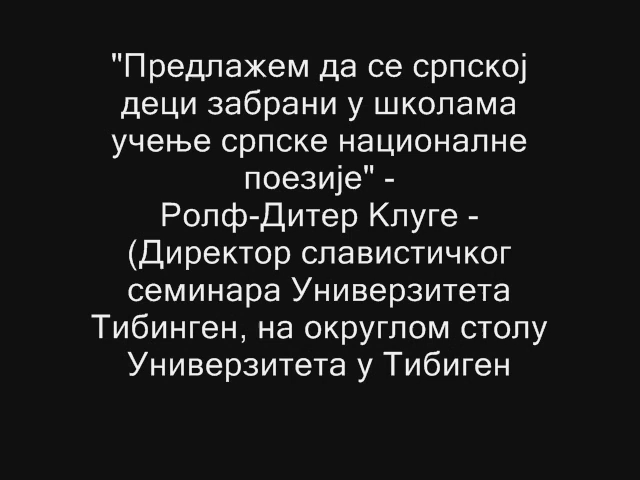 "Предлажем да се српској
деци забрани у школама
учење српске националне
поезије" -
Ролф-Дитер Клуге -
(Директор славистичког
семинара Универзитета
Тибинген, на округлом столу
Универзитета у Тибиген